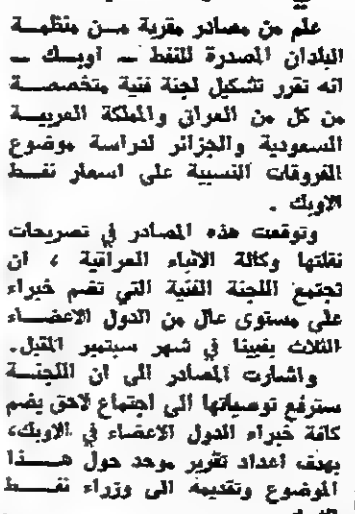 علم من مصادر مقربة من منظمة
البلدان المصدرة للنفط ــ اوبك ــ
انه تقرر تشكيل لجنة فنية متخصصة
من كل من العراق والمملكة العربية
السعودية والجزائر لدراسة موضوع
الفروقات النسبية على اسعار نفط
الاوبك .
وتوقعت هذه المصادر في تصريحات
نقلتها وكالة الانباء العراقية ، ان
تجتمع اللجنة الفنية التي تضم خبراء
على مستوى عال من الدول الاعضاء
الثلاث بفيينا في شهر سبتمبر المقبل.
واشارت المصادر الى ان اللجنة
سترفع توصياتها الى اجتماع لاحق يضم
كافة خبراء الدول الاعضاء في الاوبك،
بهدف اعداد تقرير موحد حول هذا
الموضوع وتقديمه الى وزراء نفط